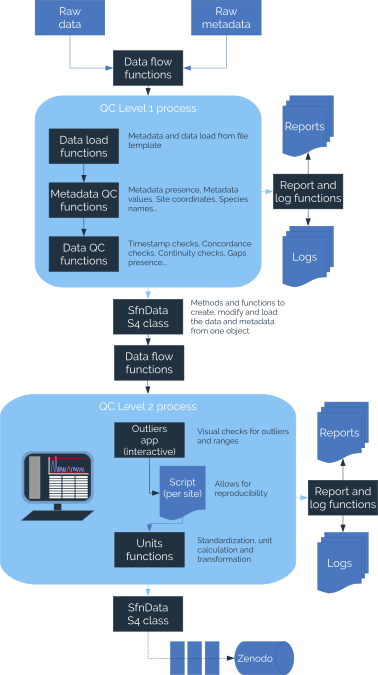 Raw
data
Raw
metadata
Data flow
functions
QC Level 1 process
Data load
functions
Metadata and data load from file
template
Metadata QC
functions
Metadata presence, Metadata
values, Site coordinates, Species
names...
Data QC
functions
Timestamp checks, Concordance
checks, Continuity checks, Gaps
presence...
Reports
Report and
log functions
Logs
SfnData
S4 class
Methods and functions to
create, modify and load
the data and metadata
from one object
Data flow
functions
QC Level 2 process
Outliers
app
(interactive)
Visual checks for outliers
and ranges
Script
(per site)
Allows for
reproducibility
Units
functions
Standardization, unit
calculation and
transformation
Reports
Report and
log functions
Logs
SfnData
S4 class
Zenodo